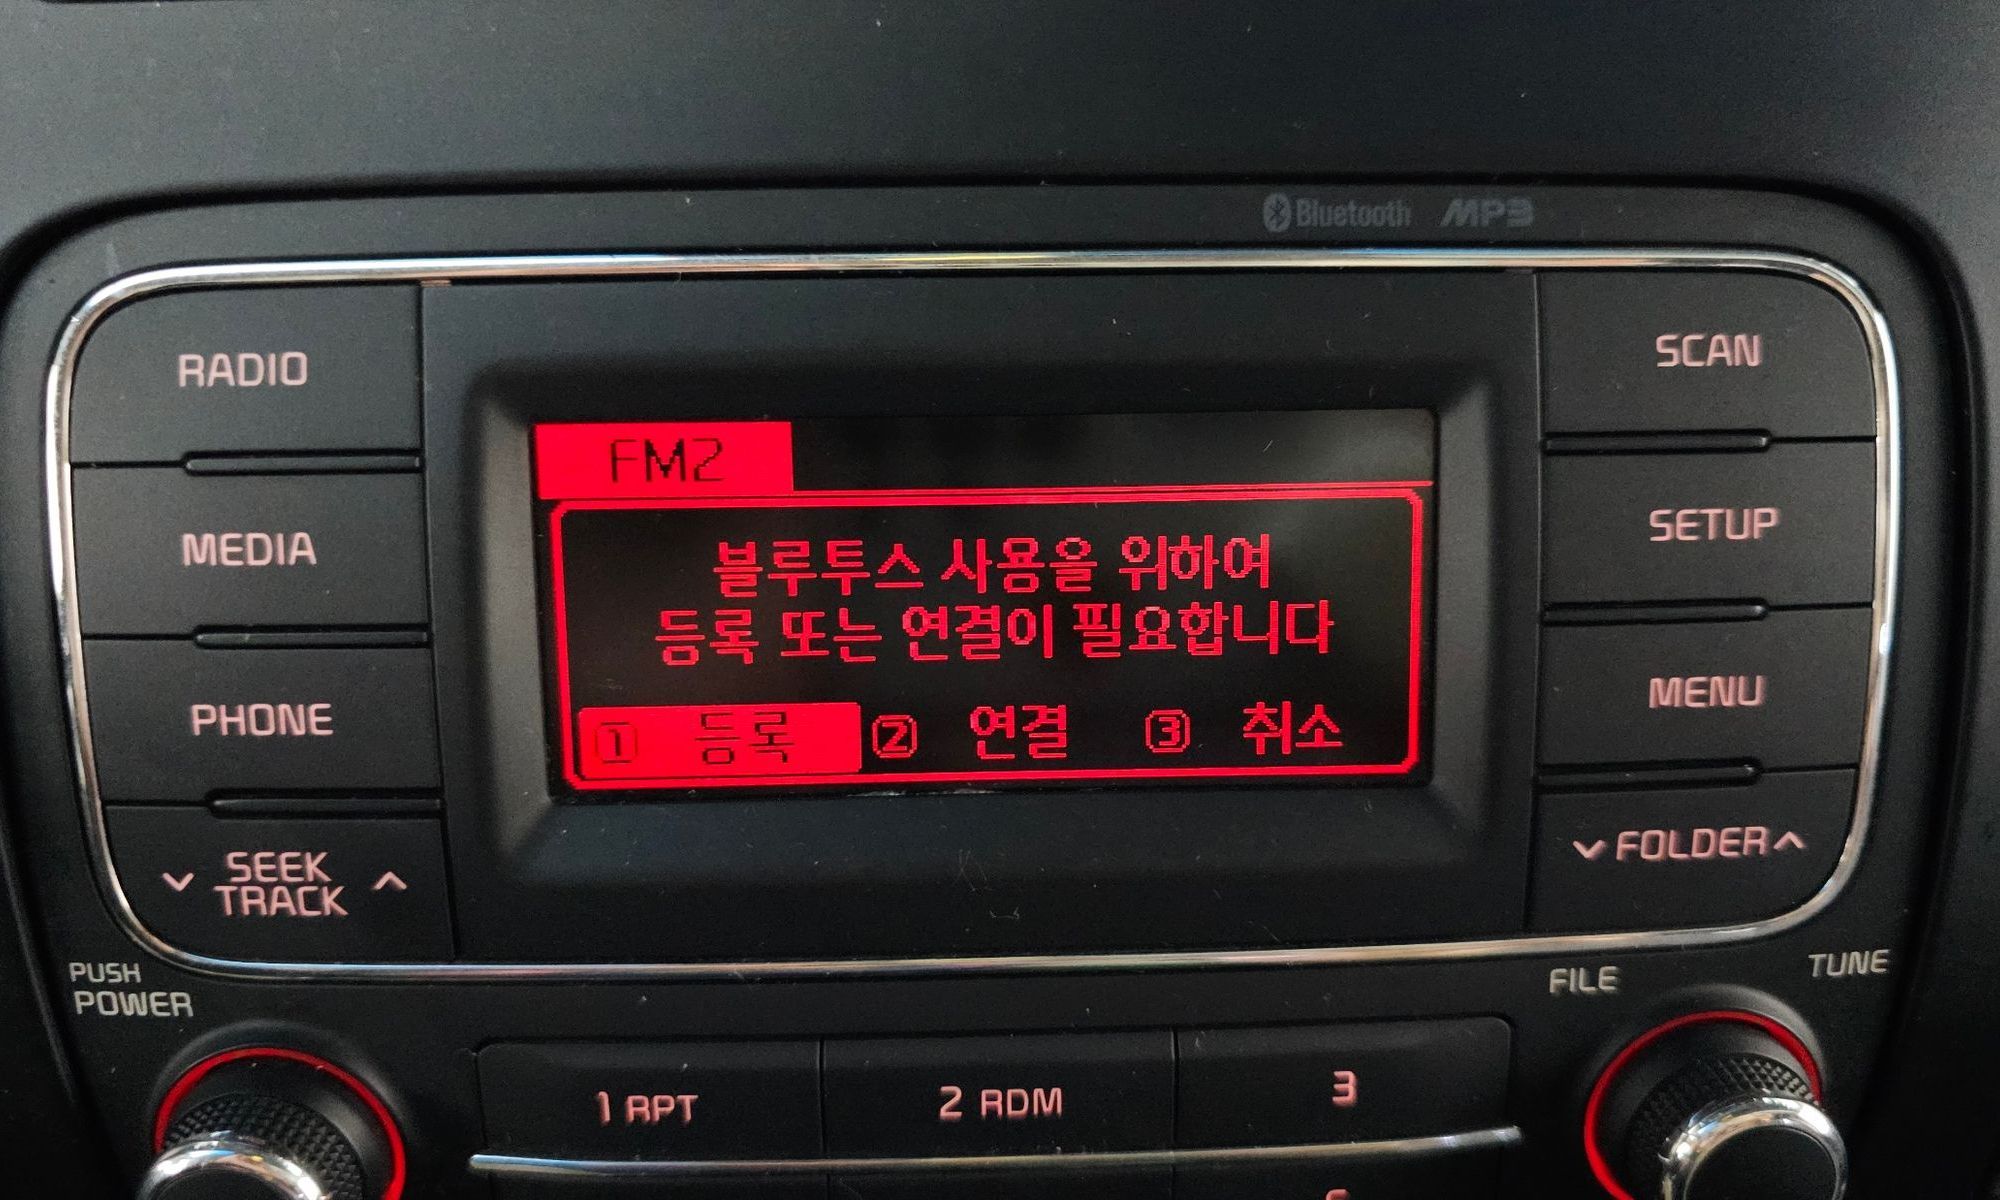 Bluetooth MP3
RADIO
SCAN
FM2
블루투스 사용을 위하여
등록 또는 연결이 필요합니다
① 등록 ② 연결 ③ 취소
MEDIA
SETUP
PHONE
MENU
SEEK
TRACK
FOLDER
PUSH
POWER
FILE
TUNE
1 RPT
2 RDM
3